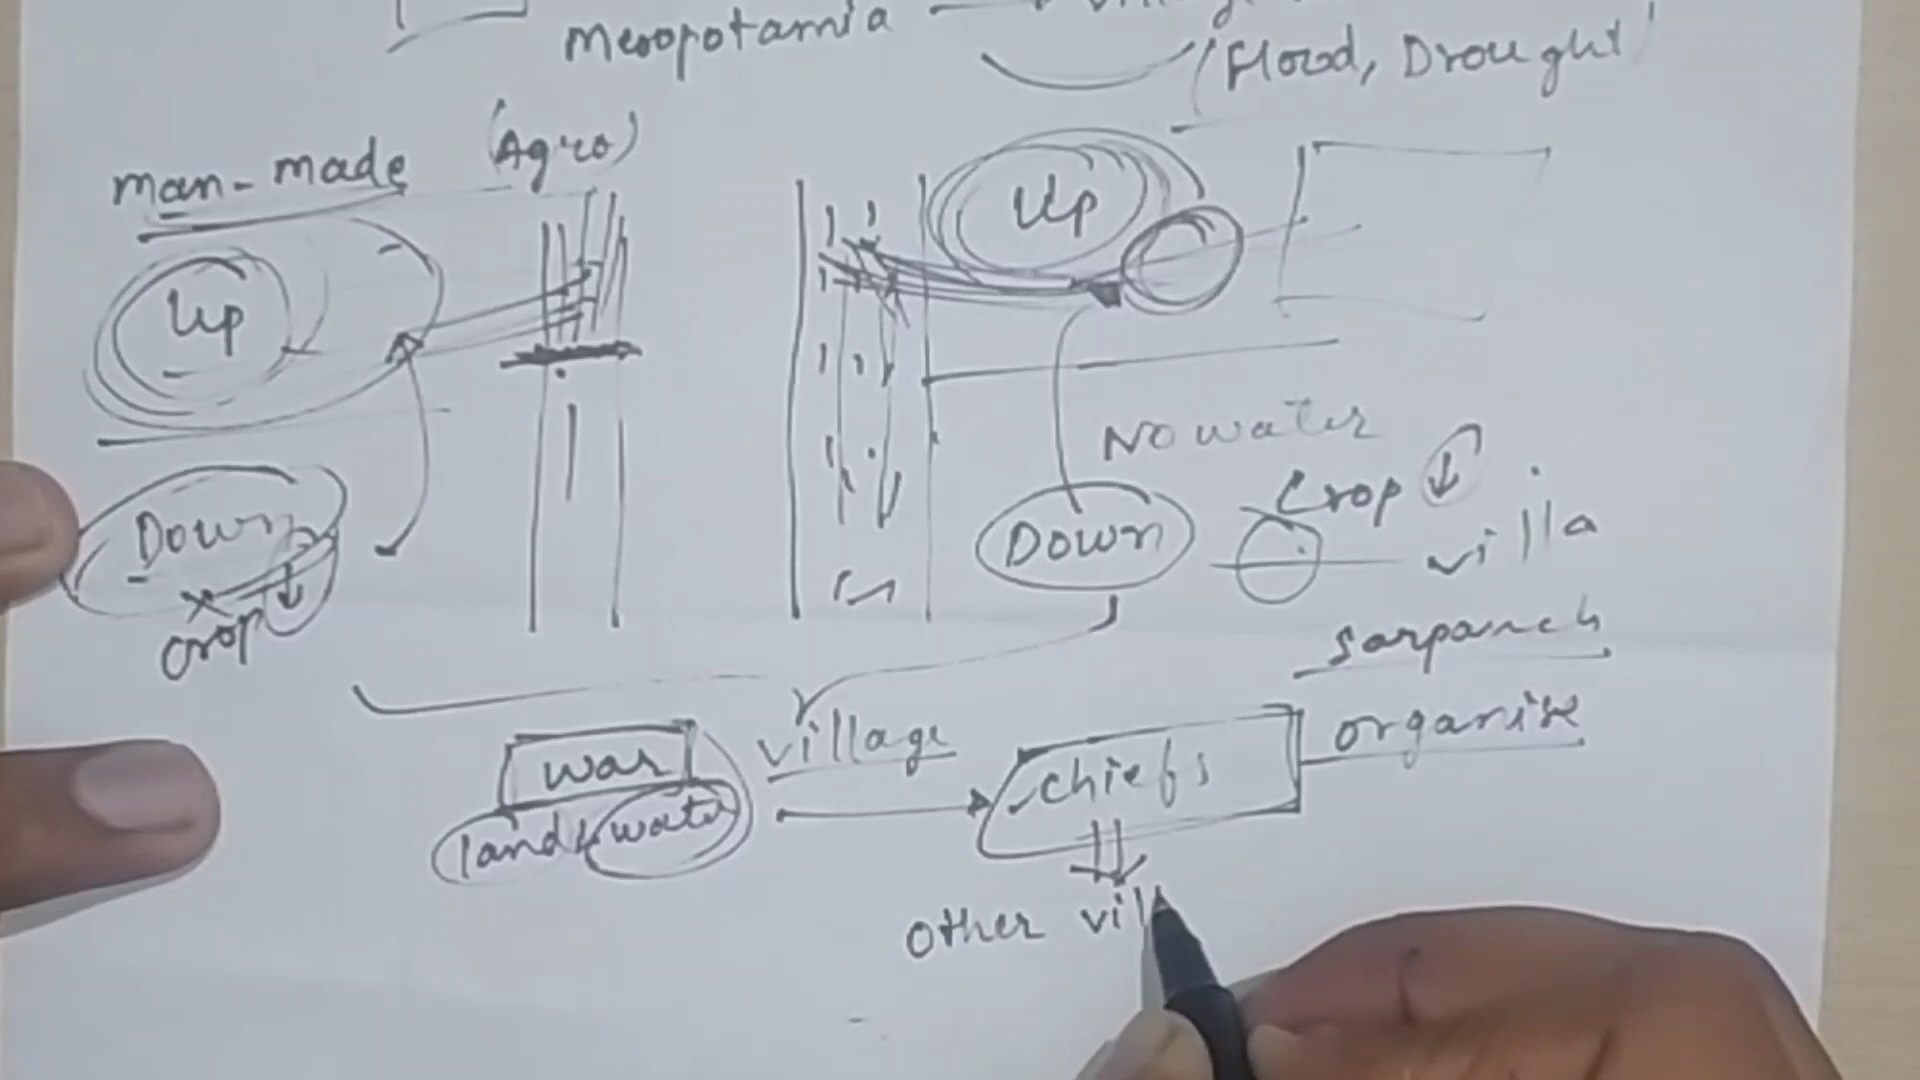 Mesopotamia
(Flood, Drought)
man-made (Agro)
Up
Up
No water
Crop ↓
Down
Down
villa
crop ↓
sarpanch
organise
village
war
chiefs
land & water
other vill